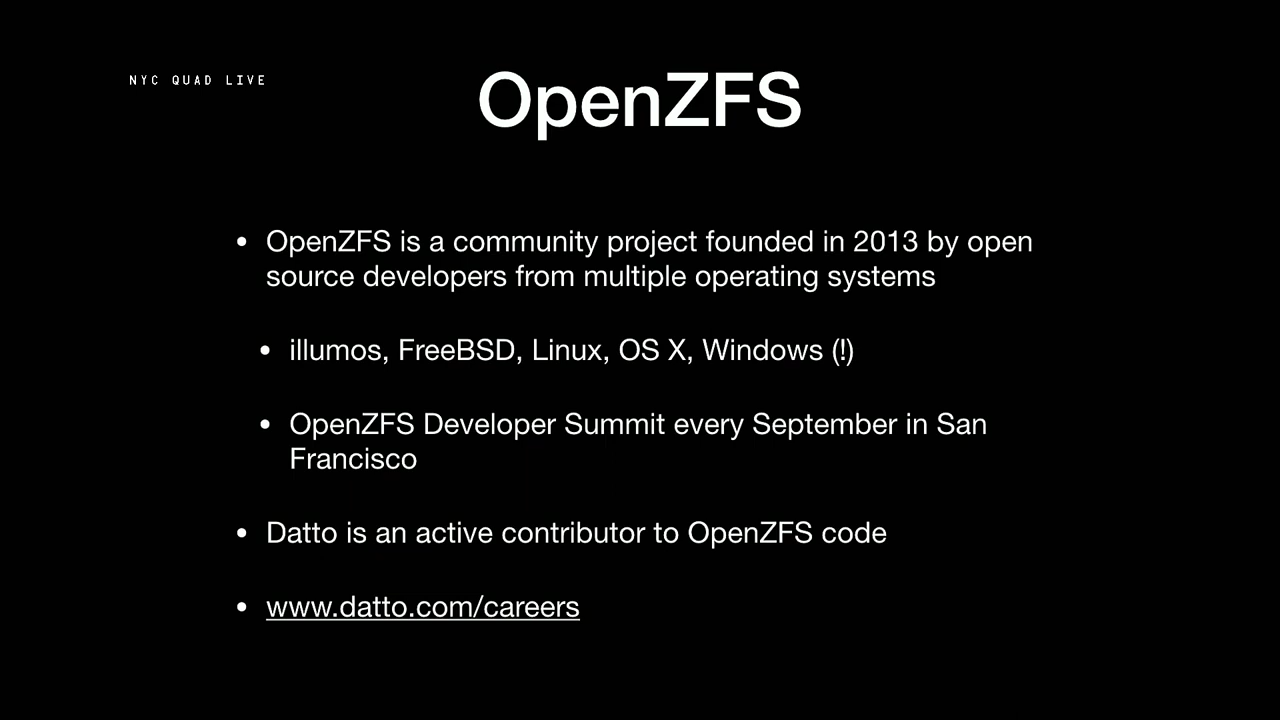 NYC QUAD LIVE
OpenZFS
• OpenZFS is a community project founded in 2013 by open
source developers from multiple operating systems
• illumos, FreeBSD, Linux, OS X, Windows (!)
• OpenZFS Developer Summit every September in San
Francisco
• Datto is an active contributor to OpenZFS code
• www.datto.com/careers